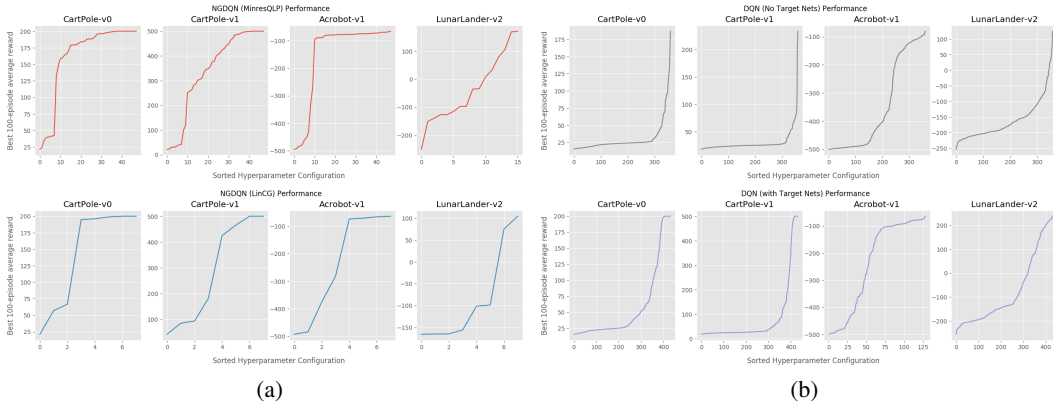 NGDQN (MinresQLP) Performance
CartPole-v0 CartPole-v1 Acrobot-v1 LunarLander-v2
Best 100-episode average reward
200 175 150 125 100 75 50 25
0 10 20 30 40
500 400 300 200 100 0
0 10 20 30 40
−100 −200 −300 −400 −500
0 10 20 30 40
100 0 −100 −200
0 5 10 15
Sorted Hyperparameter Configuration
NGDQN (LinCG) Performance
CartPole-v0 CartPole-v1 Acrobot-v1 LunarLander-v2
Best 100-episode average reward
200 175 150 125 100 75 50 25
0 2 4 6
500 400 300 200 100
0 2 4 6
−100 −200 −300 −400 −500
0 2 4 6
100 50 0 −50 −100 −150
0 2 4 6
Sorted Hyperparameter Configuration
(a)
DQN (No Target Nets) Performance
CartPole-v0 CartPole-v1 Acrobot-v1 LunarLander-v2
Best 100-episode average reward
175 150 125 100 75 50 25
0 100 200 300
200 150 100 50
0 100 200 300
−100 −200 −300 −400 −500
0 100 200 300
150 100 50 0 −50 −100 −150 −200 −250
0 100 200 300
Sorted Hyperparameter Configuration
DQN (with Target Nets) Performance
CartPole-v0 CartPole-v1 Acrobot-v1 LunarLander-v2
Best 100-episode average reward
200 175 150 125 100 75 50 25
0 100 200 300 400
500 400 300 200 100 0
0 100 200 300 400
−100 −200 −300 −400 −500
0 25 50 75 100 125
200 100 0 −100 −200
0 200 400
Sorted Hyperparameter Configuration
(b)